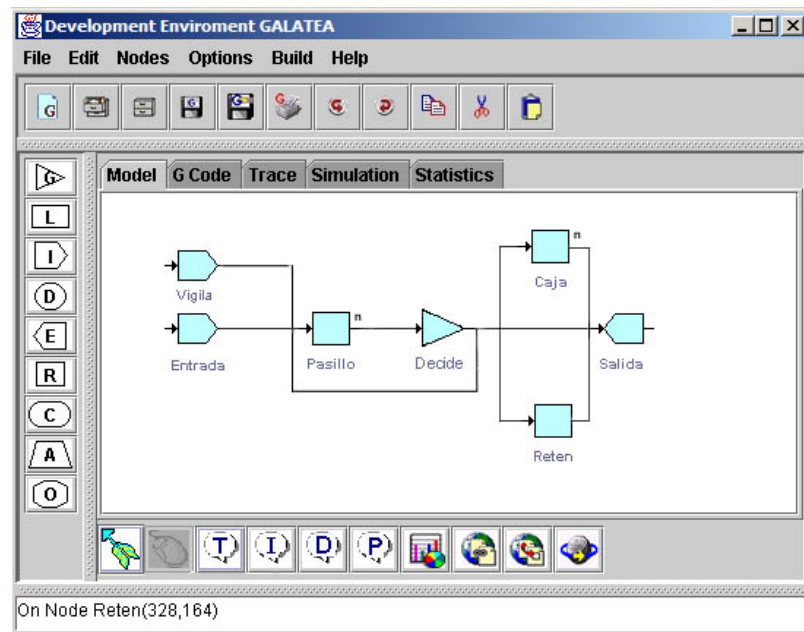 Development Enviroment GALATEA
File Edit Nodes Options Build Help
G G G G
Model G Code Trace Simulation Statistics
G
L
I
D
E
R
C
A
O
n
Caja
Vigila
n
Entrada Pasillo Decide Salida
Reten
T I D P
On Node Reten(328,164)